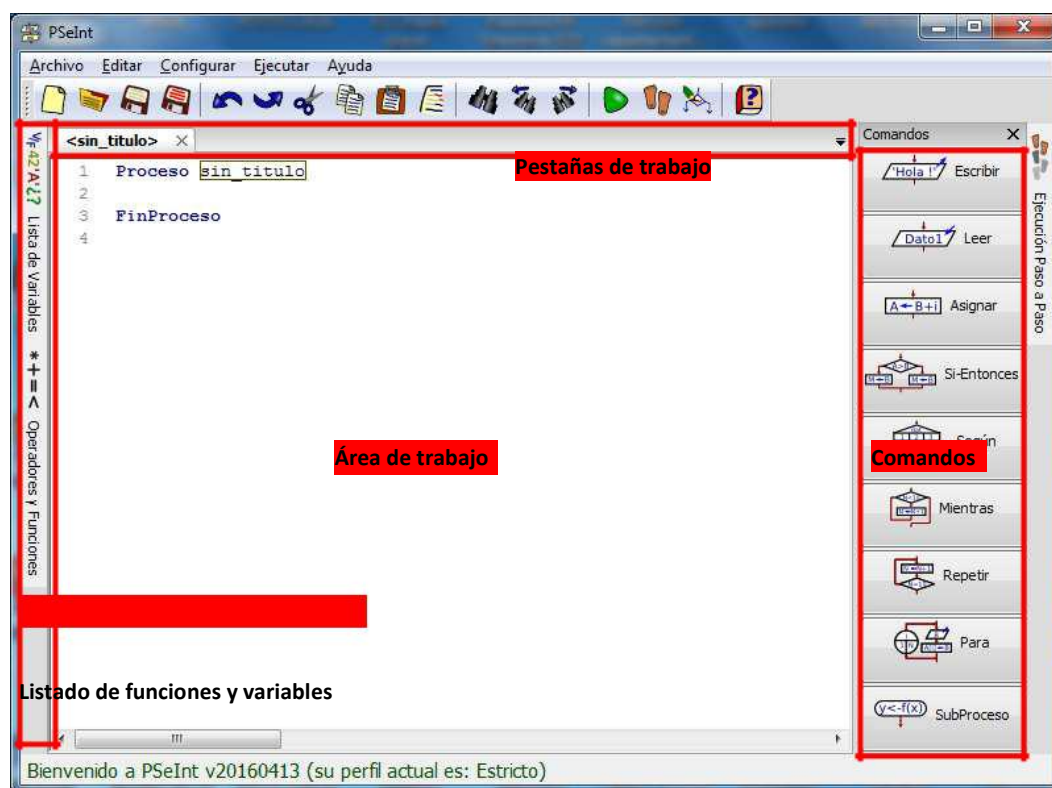 PSeInt
Archivo Editar Configurar Ejecutar Ayuda
<sin_titulo>
Pestañas de trabajo
1 Proceso sin_titulo
2
3 FinProceso
4
Lista de Variables
*+=< Operadores y Funciones
Área de trabajo
Listado de funciones y variables
Comandos
'Hola !' Escribir
Dato1 Leer
A←B+i Asignar
Si-Entonces
Según
Comandos
Mientras
Repetir
Para
y<-f(x) SubProceso
Ejecución Paso a Paso
Bienvenido a PSeInt v20160413 (su perfil actual es: Estricto)